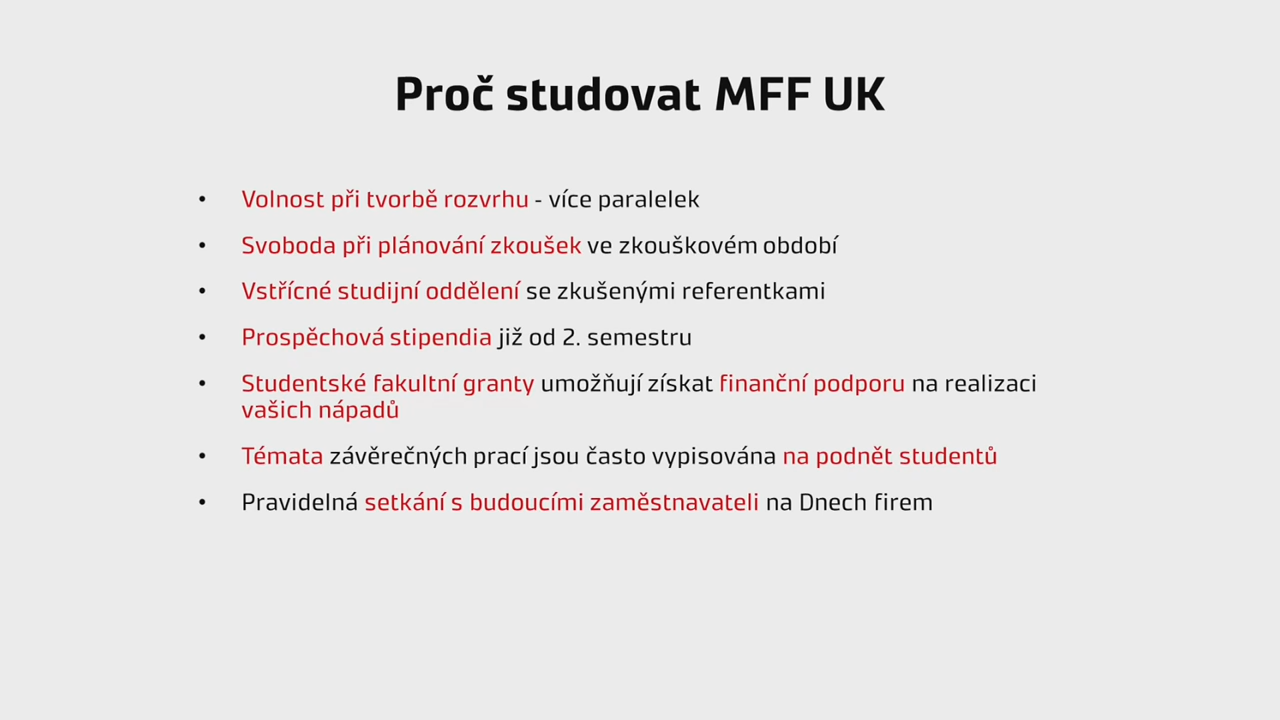 Proč studovat MFF UK
• Volnost při tvorbě rozvrhu - více paralelek
• Svoboda při plánování zkoušek ve zkouškovém období
• Vstřícné studijní oddělení se zkušenými referentkami
• Prospěchová stipendia již od 2. semestru
• Studentské fakultní granty umožňují získat finanční podporu na realizaci
vašich nápadů
• Témata závěrečných prací jsou často vypisována na podnět studentů
• Pravidelná setkání s budoucími zaměstnavateli na Dnech firem